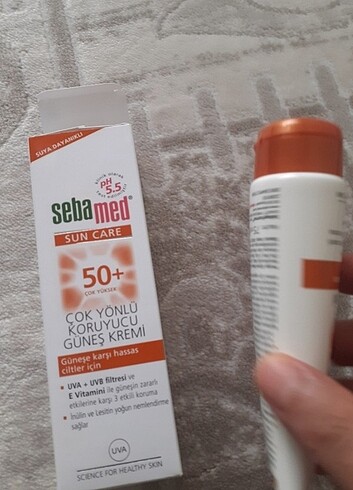 SUYA DAYANIKLI
pH
5.5
sebamed®
SUN CARE
50+
ÇOK YÜKSEK
ÇOK YÖNLÜ
KORUYUCU
GÜNEŞ KREMİ
Güneşe karşı hassas
ciltler için
• UVA + UVB filtresi ve
E Vitamini ile güneşin zararlı
etkilerine karşı 3 etkili koruma
• İnülin ve Lesitin yoğun nemlendirme
sağlar
UVA
SCIENCE FOR HEALTHY SKIN